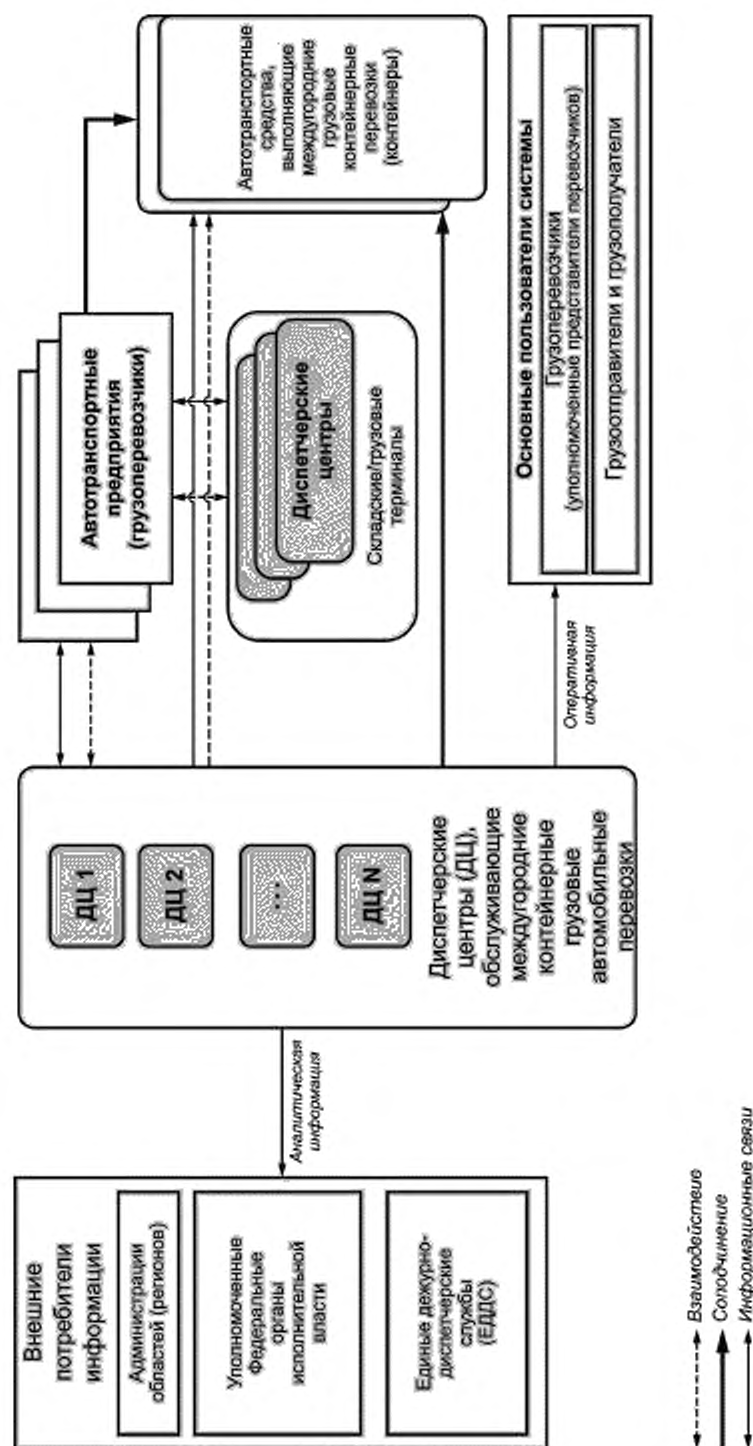 Внешние
потребители
информации
Администрации
областей (регионов)
Уполномоченные
Федеральные
органы
исполнительной
власти
Единые дежурно-
диспетчерские
службы
(ЕДДС)
Аналитическая
информация
ДЦ 1
ДЦ 2
...
ДЦ N
Диспетчерские
центры (ДЦ),
обслуживающие
междугородние
контейнерные
грузовые
автомобильные
перевозки
Оперативная
информация
Автотранспортные
предприятия
(грузоперевозчики)
Диспетчерские
центры
Складские/грузовые
терминалы
Автотранспортные
средства,
выполняющие
междугородние
грузовые
контейнерные
перевозки
(контейнеры)
Основные пользователи системы
Грузоперевозчики
(уполномоченные представители перевозчиков)
Грузоотправители и грузополучатели
Взаимодействие
Соподчинение
Информационные связи